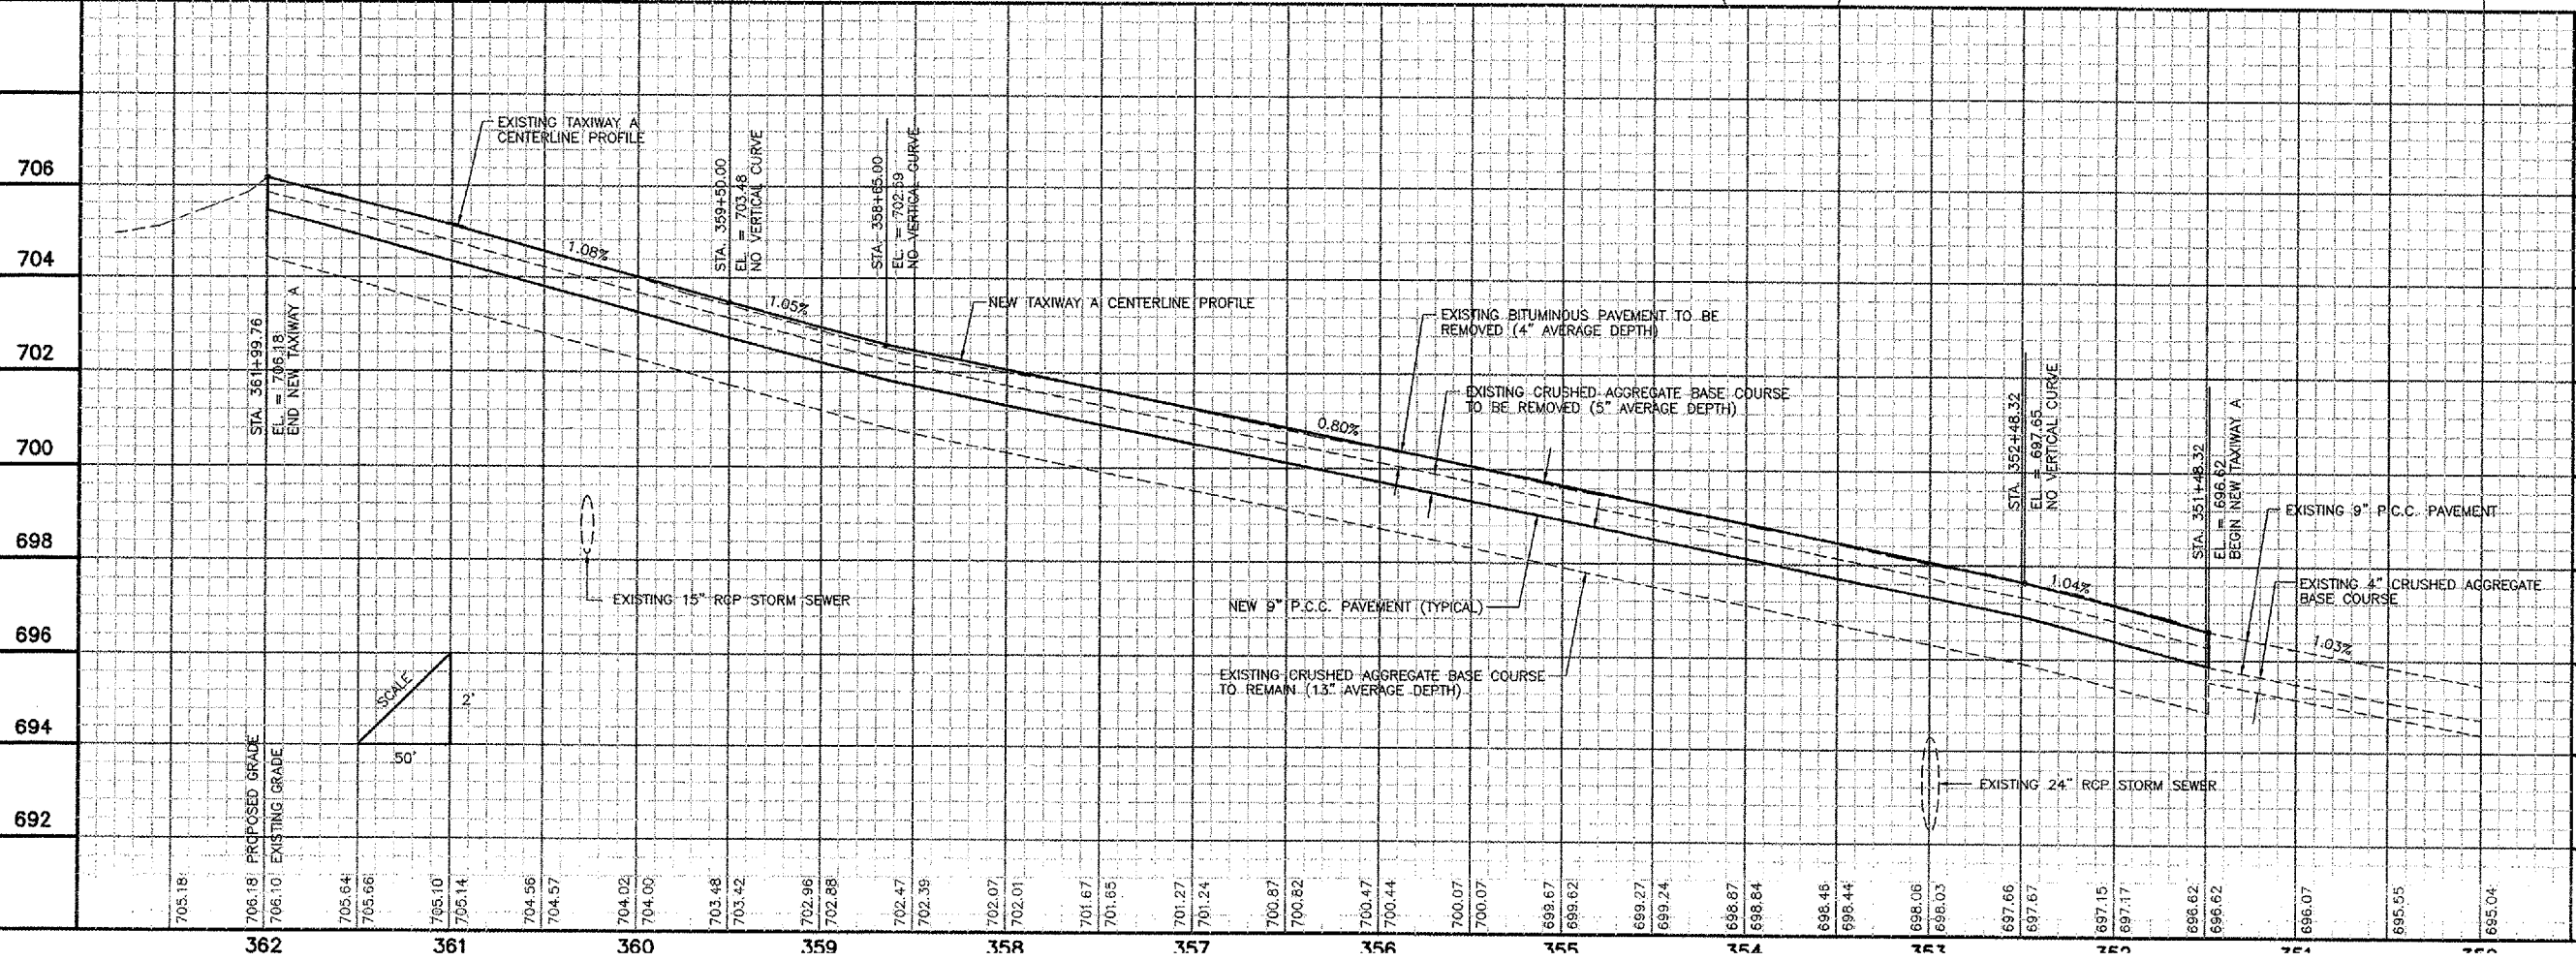 706
704
702
700
698
696
694
692
EXISTING TAXIWAY A
CENTERLINE PROFILE
1.08%
STA. 361+99.76
EL. = 706.18
END NEW TAXIWAY A
STA. 359+50.00
EL = 703.48
NO VERTICAL CURVE
1.05%
STA. 358+65.00
EL = 702.59
NO VERTICAL CURVE
NEW TAXIWAY A CENTERLINE PROFILE
EXISTING BITUMINOUS PAVEMENT TO BE
REMOVED (4" AVERAGE DEPTH)
EXISTING CRUSHED AGGREGATE BASE COURSE
TO BE REMOVED (5" AVERAGE DEPTH)
0.80%
STA. 352+48.32
EL = 697.65
NO VERTICAL CURVE
1.04%
STA. 351+48.32
EL = 696.62
BEGIN NEW TAXIWAY A
EXISTING 9" P.C.C. PAVEMENT
EXISTING 4" CRUSHED AGGREGATE
BASE COURSE
1.03%
EXISTING 15" RCP STORM SEWER
NEW 9" P.C.C. PAVEMENT (TYPICAL)
EXISTING CRUSHED AGGREGATE BASE COURSE
TO REMAIN (13" AVERAGE DEPTH)
EXISTING 24" RCP STORM SEWER
SCALE
2'
50'
PROPOSED GRADE
EXISTING GRADE
705.18
706.18
706.10
705.64
705.66
705.10
705.14
704.56
704.57
704.02
704.00
703.48
703.42
702.96
702.88
702.47
702.39
702.07
702.01
701.67
701.65
701.27
701.24
700.87
700.82
700.47
700.44
700.07
700.07
699.67
699.62
699.27
699.24
698.87
698.84
698.46
698.44
698.06
698.03
697.66
697.67
697.15
697.17
696.62
696.62
696.07
695.55
695.04
362
361
360
359
358
357
356
355
354
353
352
351